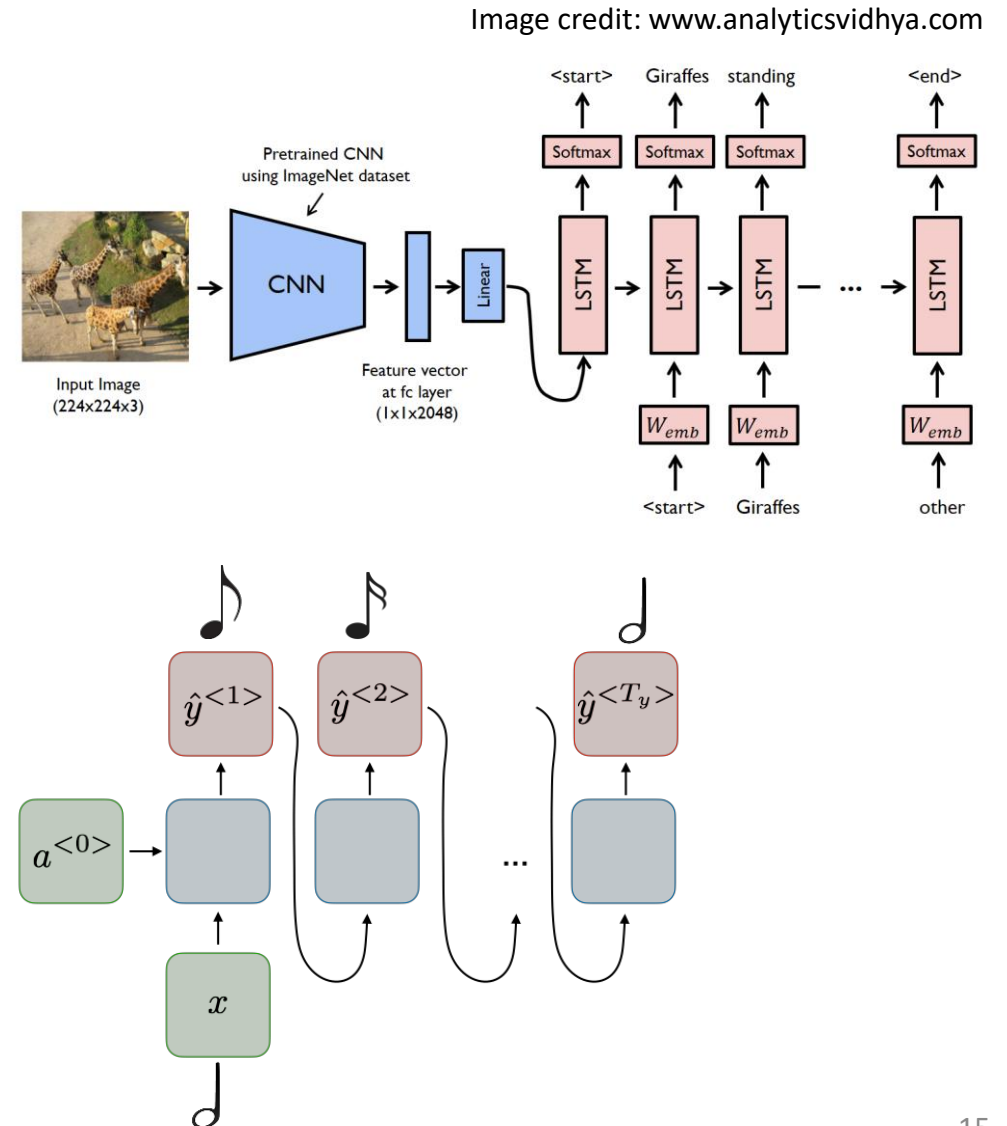 Image credit: www.analyticsvidhya.com
<start> Giraffes standing <end>
Softmax Softmax Softmax Softmax
Pretrained CNN
using ImageNet dataset
CNN
Linear
LSTM LSTM LSTM ... LSTM
Input Image
(224x224x3)
Feature vector
at fc layer
(1x1x2048)
W_emb W_emb W_emb
<start> Giraffes other
ŷ^{<1>} ŷ^{<2>} ŷ^{<T_y>}
a^{<0>}
...
x
15